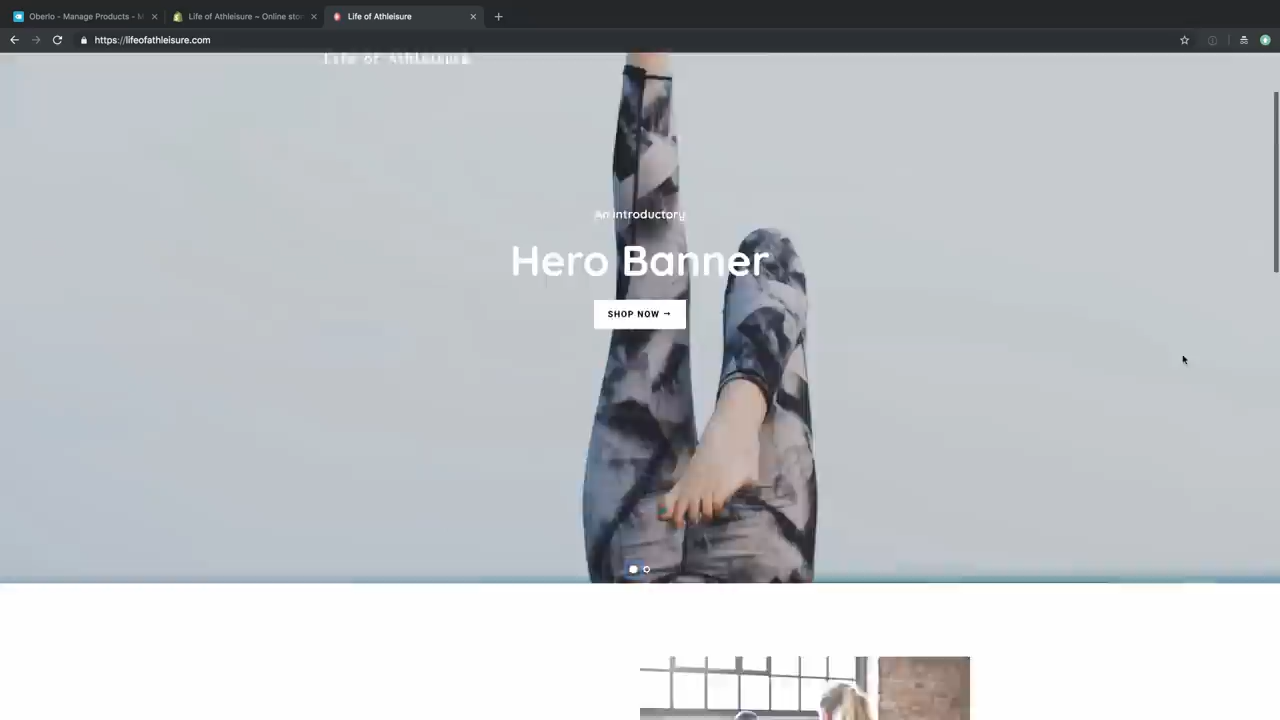 Oberlo - Manage Products - M
Life of Athleisure ~ Online stor
Life of Athleisure
https://lifeofathleisure.com
Life of Athleisure
An introductory
Hero Banner
SHOP NOW →